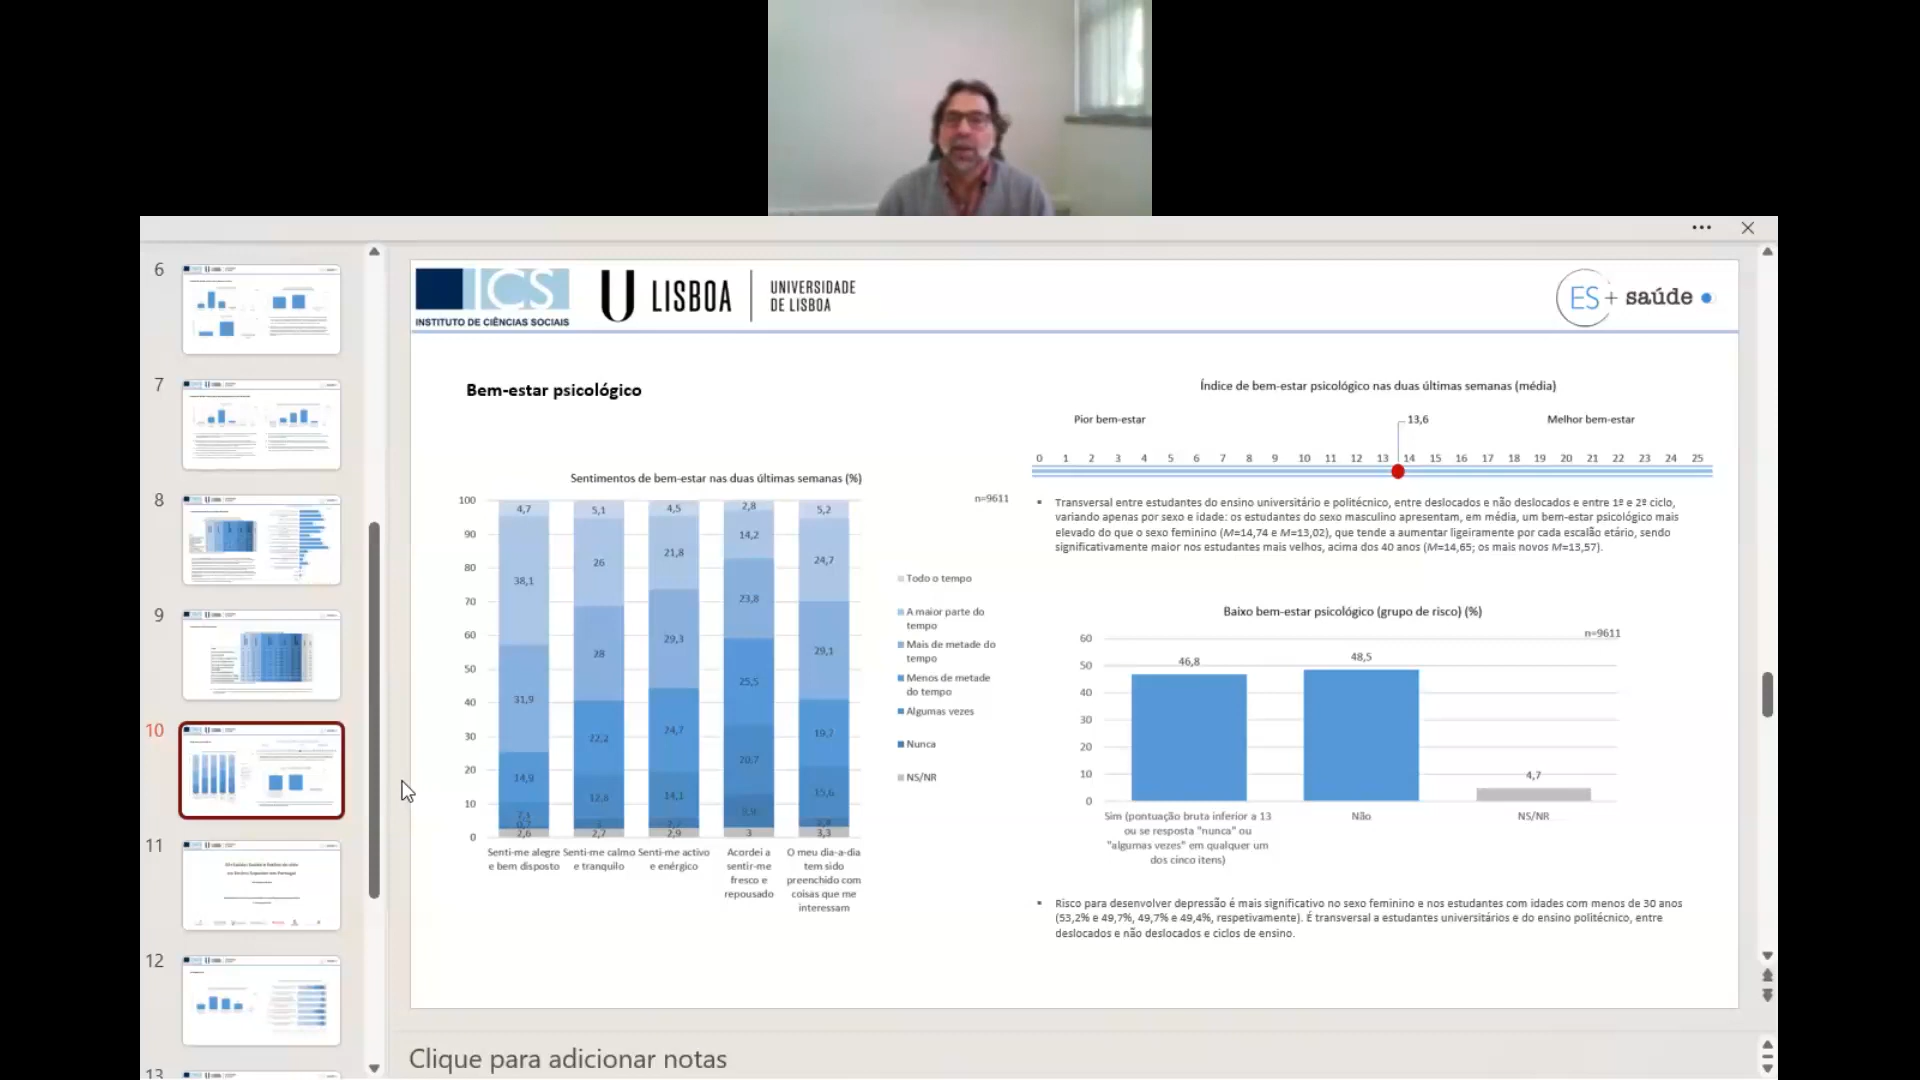 6
7
8
9
10
11
12
13
ICS
INSTITUTO DE CIÊNCIAS SOCIAIS
U LISBOA
UNIVERSIDADE
DE LISBOA
ES+ saúde
Bem-estar psicológico
Sentimentos de bem-estar nas duas últimas semanas (%)
n=9611
100
90
80
70
60
50
40
30
20
10
0
4,7 5,1 4,5 2,8 5,2
38,1 26 21,8 14,2 24,7
31,9 28 29,3 23,8 29,1
14,9 22,2 24,7 25,5 19,7
7,1 12,8 14,1 20,7 15,6
2,6 2,7 2,9 3 3,3
Senti-me alegre
e bem disposto
Senti-me calmo
e tranquilo
Senti-me activo
e enérgico
Acordei a
sentir-me
fresco e
repousado
O meu dia-a-dia
tem sido
preenchido com
coisas que me
interessam
Todo o tempo
A maior parte do
tempo
Mais de metade do
tempo
Menos de metade
do tempo
Algumas vezes
Nunca
NS/NR
Índice de bem-estar psicológico nas duas últimas semanas (média)
Pior bem-estar 13,6 Melhor bem-estar
0 1 2 3 4 5 6 7 8 9 10 11 12 13 14 15 16 17 18 19 20 21 22 23 24 25
▪ Transversal entre estudantes do ensino universitário e politécnico, entre deslocados e não deslocados e entre 1º e 2º ciclo,
variando apenas por sexo e idade: os estudantes do sexo masculino apresentam, em média, um bem-estar psicológico mais
elevado do que o sexo feminino (M=14,74 e M=13,02), que tende a aumentar ligeiramente por cada escalão etário, sendo
significativamente maior nos estudantes mais velhos, acima dos 40 anos (M=14,65; os mais novos M=13,57).
Baixo bem-estar psicológico (grupo de risco) (%)
n=9611
60
50
40
30
20
10
0
46,8 48,5 4,7
Sim (pontuação bruta inferior a 13
ou se resposta "nunca" ou
"algumas vezes" em qualquer um
dos cinco itens)
Não
NS/NR
▪ Risco para desenvolver depressão é mais significativo no sexo feminino e nos estudantes com idades com menos de 30 anos
(53,2% e 49,7%, 49,7% e 49,4%, respetivamente). É transversal a estudantes universitários e do ensino politécnico, entre
deslocados e não deslocados e ciclos de ensino.
Clique para adicionar notas